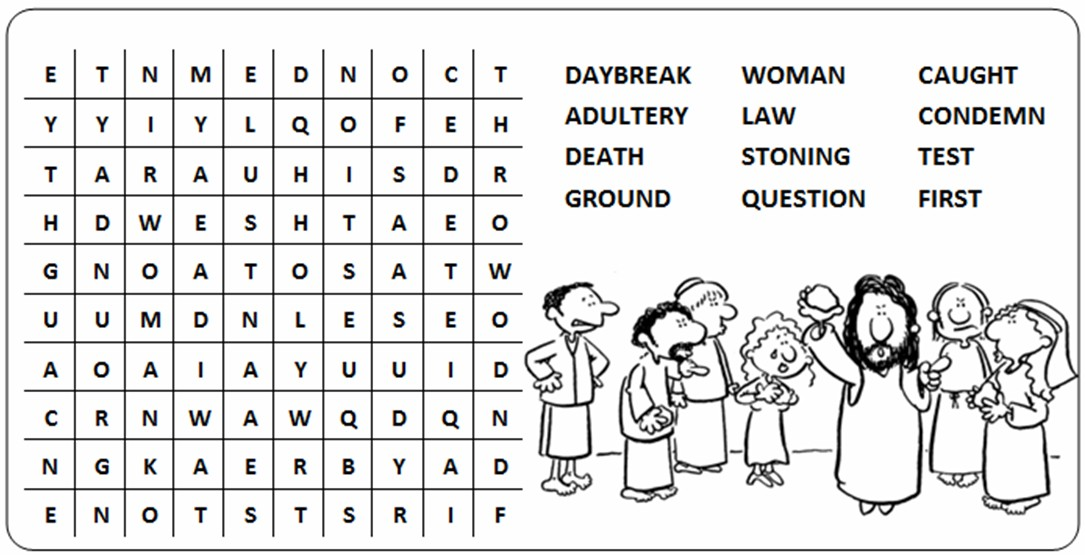 E T N M E D N O C T
Y Y I Y L Q O F E H
T A R A U H I S D R
H D W E S H T A E O
G N O A T O S A T W
U U M D N L E S E O
A O A I A Y U U I D
C R N W A W Q D Q N
N G K A E R B Y A D
E N O T S T S R I F
DAYBREAK WOMAN CAUGHT
ADULTERY LAW CONDEMN
DEATH STONING TEST
GROUND QUESTION FIRST